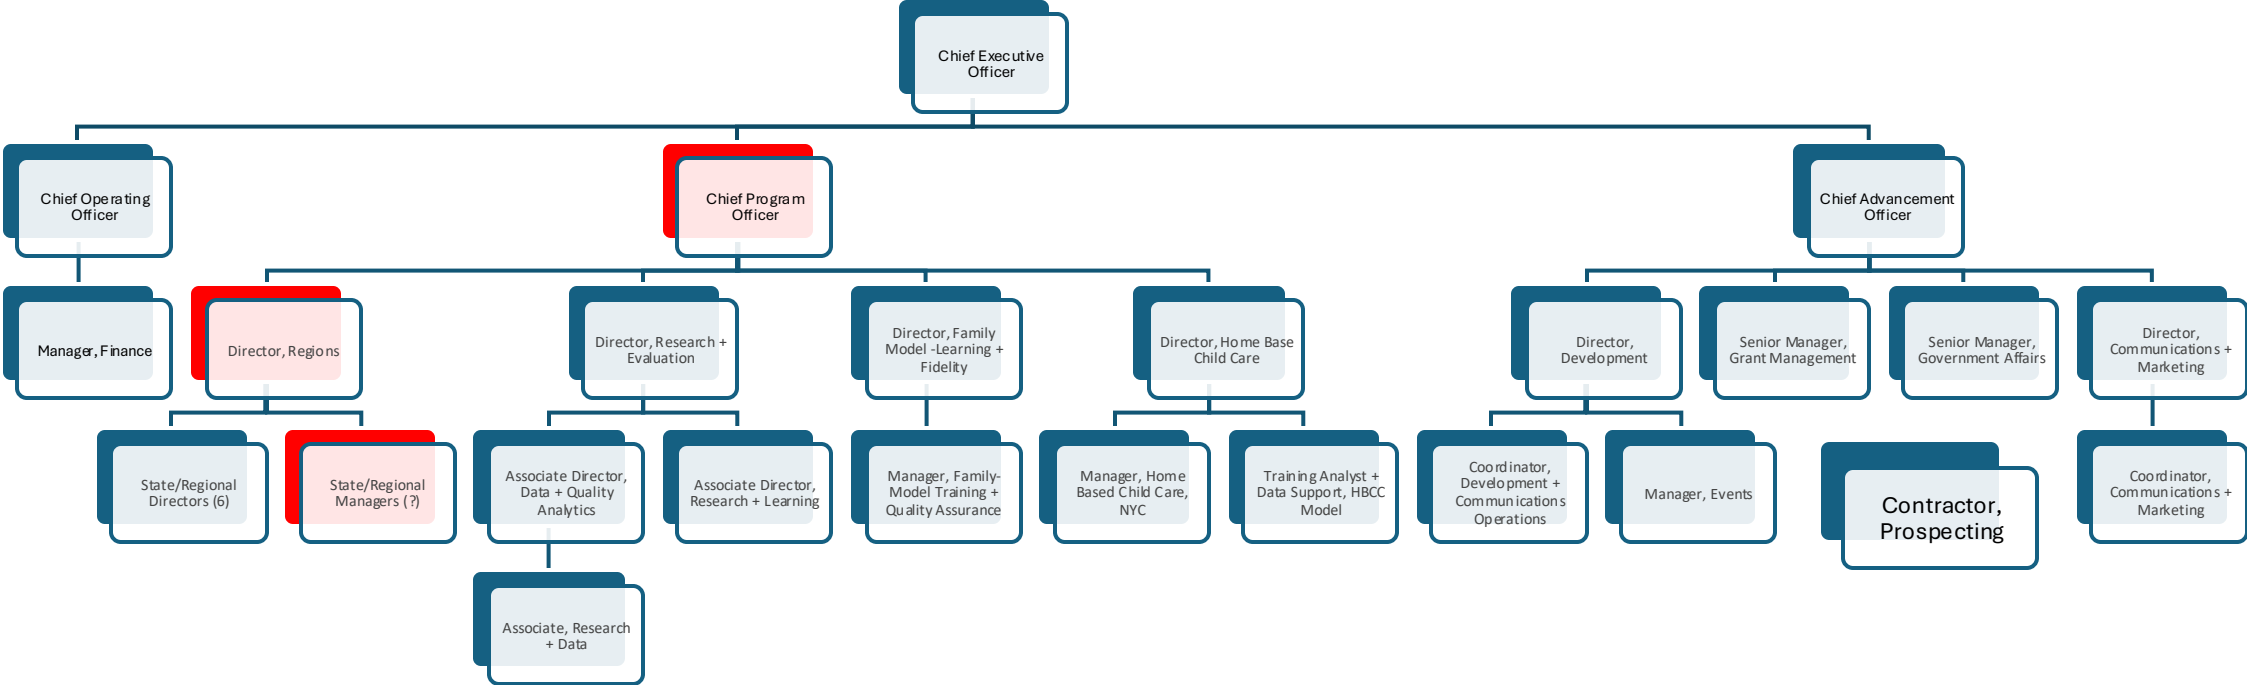 Chief Executive
Officer
Chief Operating
Officer
Chief Program
Officer
Chief Advancement
Officer
Manager, Finance
Director, Regions
Director, Research +
Evaluation
Director, Family
Model -Learning +
Fidelity
Director, Home Base
Child Care
Director,
Development
Senior Manager,
Grant Management
Senior Manager,
Government Affairs
Director,
Communications +
Marketing
State/Regional
Directors (6)
State/Regional
Managers (?)
Associate Director,
Data + Quality
Analytics
Associate Director,
Research + Learning
Manager, Family-
Model Training +
Quality Assurance
Manager, Home
Based Child Care,
NYC
Training Analyst +
Data Support, HBCC
Model
Coordinator,
Development +
Communications
Operations
Manager, Events
Contractor,
Prospecting
Coordinator,
Communications +
Marketing
Associate, Research
+ Data